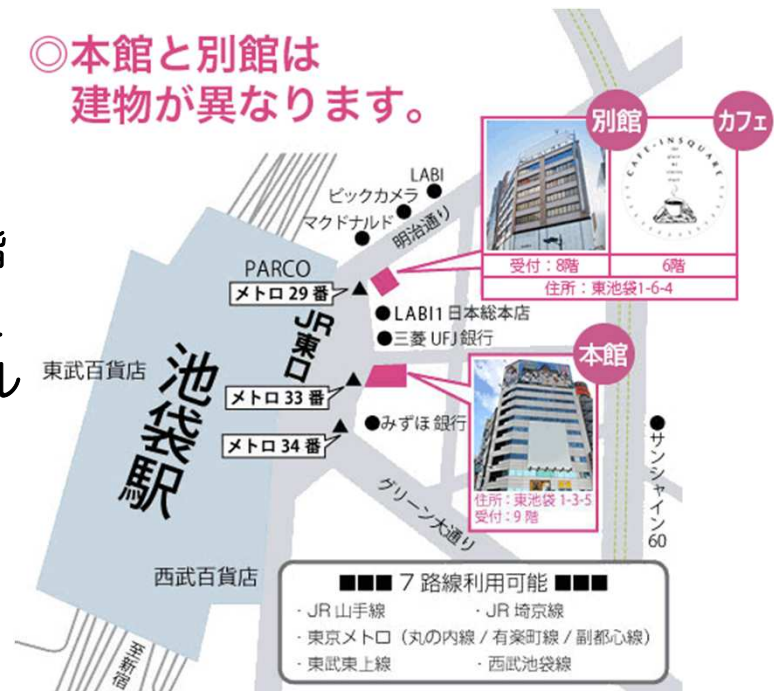 ◎本館と別館は
建物が異なります。
別館
カフェ
CAFE・INSQUARE
受付：8階
6階
住所：東池袋1-6-4
LABI
ビックカメラ
マクドナルド
明治通り
PARCO
メトロ 29 番
JR東口
●LABI1 日本総本店
●三菱 UFJ 銀行
階
ル
東武百貨店
池袋駅
本館
メトロ 33 番
●みずほ 銀行
メトロ 34 番
住所：東池袋 1-3-5
受付：9 階
●サンシャイン60
グリーン大通り
西武百貨店
■■■ 7 路線利用可能 ■■■
・JR 山手線
・JR 埼京線
・東京メトロ（丸の内線 / 有楽町線 / 副都心線）
・東武東上線
・西武池袋線
至新宿